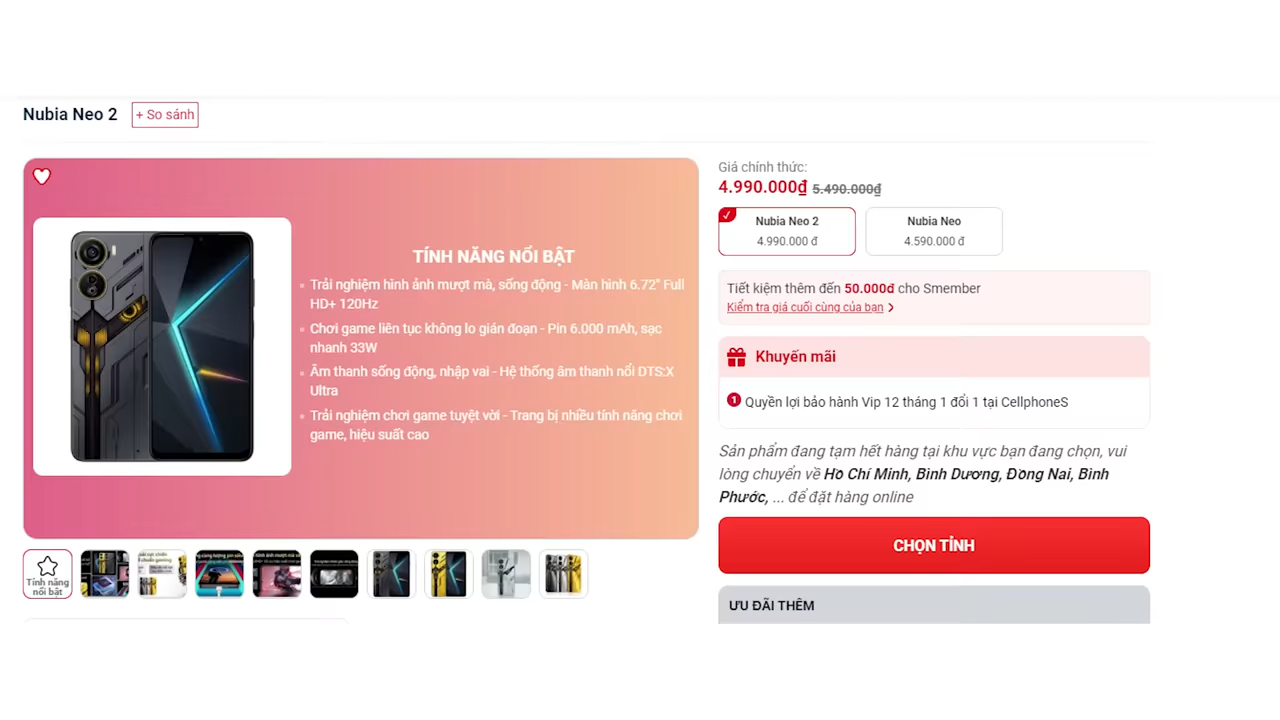 Nubia Neo 2
+ So sánh
TÍNH NĂNG NỔI BẬT
Trải nghiệm hình ảnh mượt mà, sống động - Màn hình 6.72" Full
HD+ 120Hz
Chơi game liên tục không lo gián đoạn - Pin 6.000 mAh, sạc
nhanh 33W
Âm thanh sống động, nhập vai - Hệ thống âm thanh nổi DTS:X
Ultra
Trải nghiệm chơi game tuyệt vời - Trang bị nhiều tính năng chơi
game, hiệu suất cao
Tính năng
nổi bật
Giá chính thức:
4.990.000₫ 5.490.000₫
Nubia Neo 2
4.990.000 đ
Nubia Neo
4.590.000 đ
Tiết kiệm thêm đến 50.000đ cho Smember
Kiểm tra giá cuối cùng của bạn
Khuyến mãi
1 Quyền lợi bảo hành Vip 12 tháng 1 đổi 1 tại CellphoneS
Sản phẩm đang tạm hết hàng tại khu vực bạn đang chọn, vui
lòng chuyển về Hồ Chí Minh, Bình Dương, Đồng Nai, Bình
Phước, ... để đặt hàng online
CHỌN TỈNH
ƯU ĐÃI THÊM